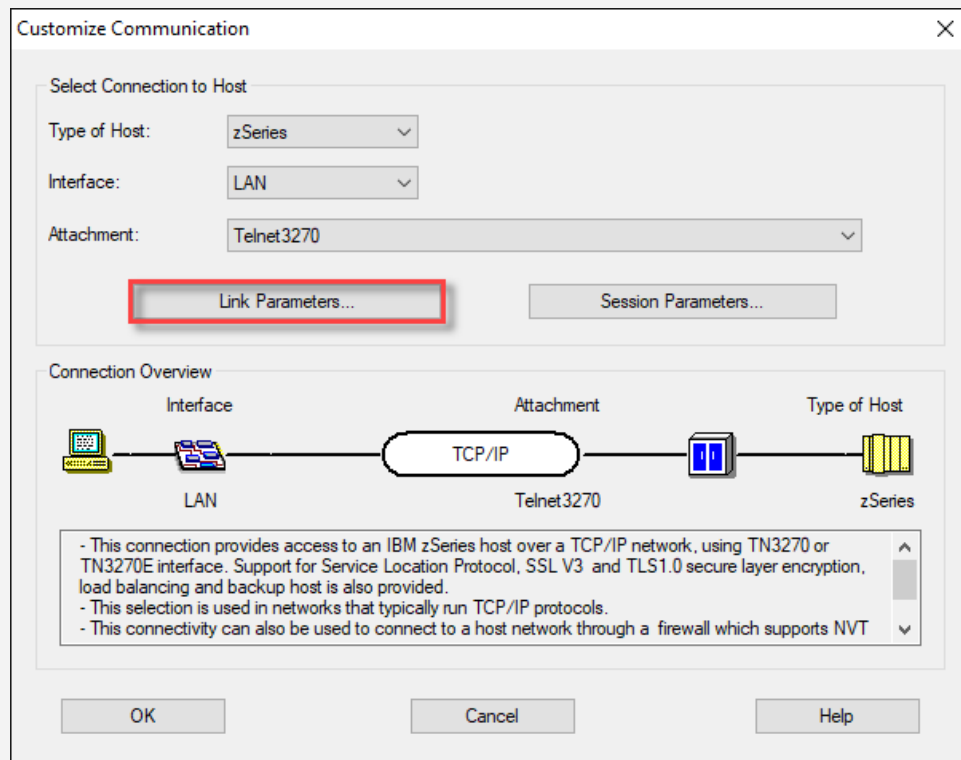 Customize Communication
Select Connection to Host
Type of Host: zSeries
Interface: LAN
Attachment: Telnet3270
Link Parameters... Session Parameters...
Connection Overview
Interface Attachment Type of Host
TCP/IP
LAN Telnet3270 zSeries
- This connection provides access to an IBM zSeries host over a TCP/IP network, using TN3270 or
TN3270E interface. Support for Service Location Protocol, SSL V3 and TLS1.0 secure layer encryption,
load balancing and backup host is also provided.
- This selection is used in networks that typically run TCP/IP protocols.
- This connectivity can also be used to connect to a host network through a firewall which supports NVT
OK Cancel Help